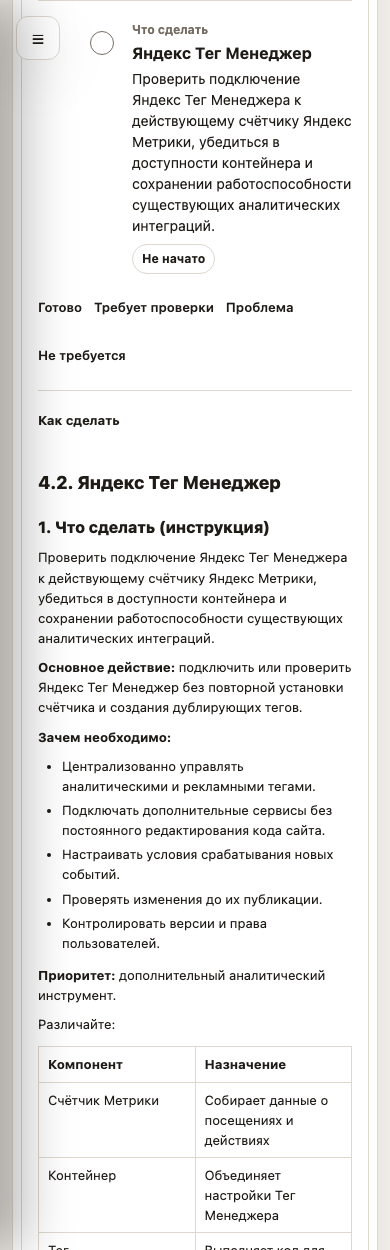 Что сделать
Яндекс Тег Менеджер
Проверить подключение
Яндекс Тег Менеджера к
действующему счётчику Яндекс
Метрики, убедиться в
доступности контейнера и
сохранении работоспособности
существующих аналитических
интеграций.
Не начато
Готово Требует проверки Проблема
Не требуется
Как сделать
4.2. Яндекс Тег Менеджер
1. Что сделать (инструкция)
Проверить подключение Яндекс Тег Менеджера
к действующему счётчику Яндекс Метрики,
убедиться в доступности контейнера и
сохранении работоспособности существующих
аналитических интеграций.
Основное действие: подключить или проверить
Яндекс Тег Менеджер без повторной установки
счётчика и создания дублирующих тегов.
Зачем необходимо:
• Централизованно управлять
аналитическими и рекламными тегами.
• Подключать дополнительные сервисы без
постоянного редактирования кода сайта.
• Настраивать условия срабатывания новых
событий.
• Проверять изменения до их публикации.
• Контролировать версии и права
пользователей.
Приоритет: дополнительный аналитический
инструмент.
Различайте:
Компонент Назначение
Счётчик Метрики Собирает данные о
посещениях и
действиях
Контейнер Объединяет
настройки Тег
Менеджера
Тег Выполняет код для